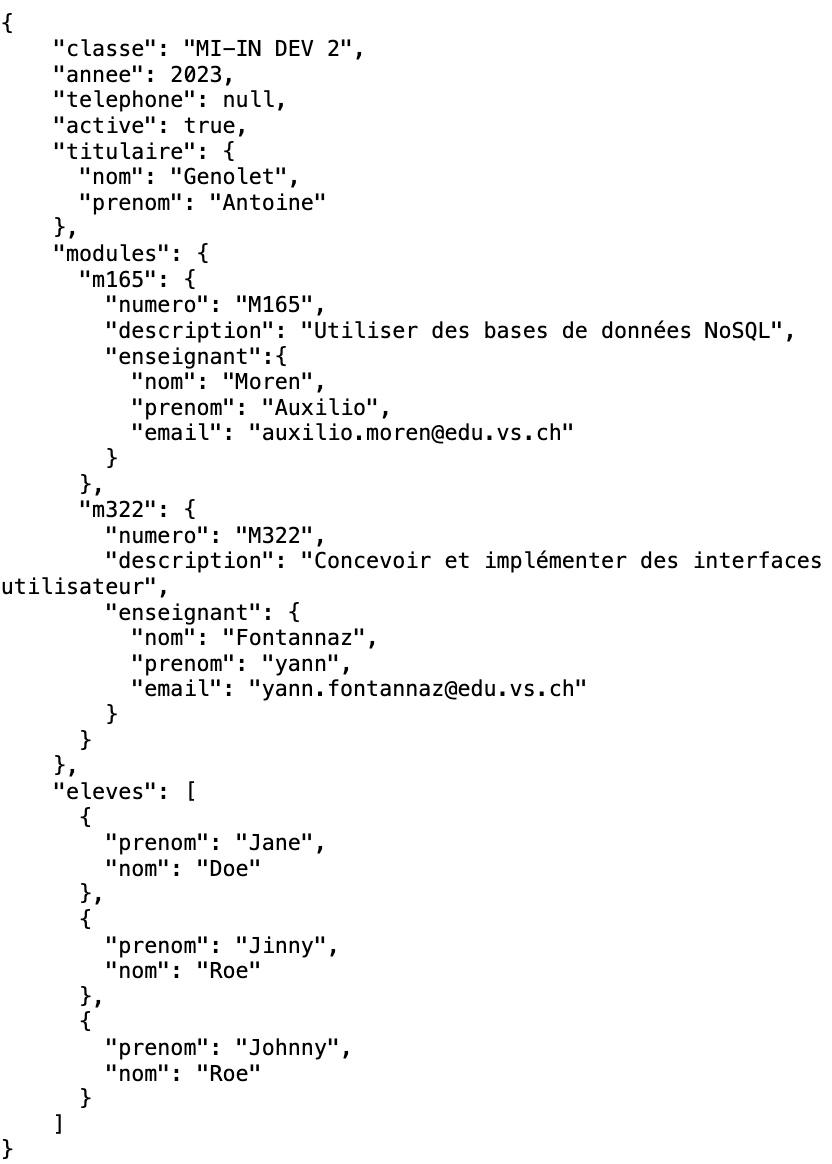 {
    "classe": "MI-IN DEV 2",
    "annee": 2023,
    "telephone": null,
    "active": true,
    "titulaire": {
      "nom": "Genolet",
      "prenom": "Antoine"
    },
    "modules": {
      "m165": {
        "numero": "M165",
        "description": "Utiliser des bases de données NoSQL",
        "enseignant":{
          "nom": "Moren",
          "prenom": "Auxilio",
          "email": "auxilio.moren@edu.vs.ch"
        }
      },
      "m322": {
        "numero": "M322",
        "description": "Concevoir et implémenter des interfaces
utilisateur",
        "enseignant": {
          "nom": "Fontannaz",
          "prenom": "yann",
          "email": "yann.fontannaz@edu.vs.ch"
        }
      }
    },
    "eleves": [
      {
        "prenom": "Jane",
        "nom": "Doe"
      },
      {
        "prenom": "Jinny",
        "nom": "Roe"
      },
      {
        "prenom": "Johnny",
        "nom": "Roe"
      }
    ]
}